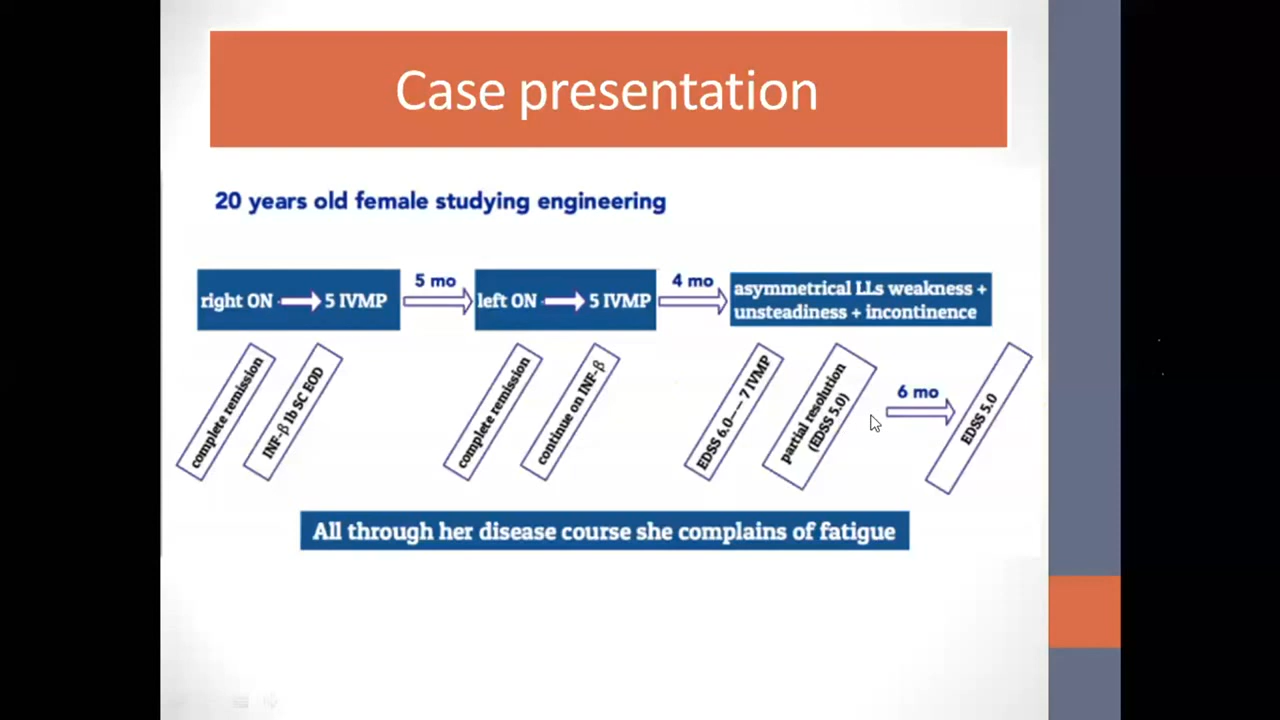 Case presentation
20 years old female studying engineering
right ON → 5 IVMP
5 mo
left ON → 5 IVMP
4 mo
asymmetrical LLs weakness +
unsteadiness + incontinence
complete remission
INF-β 1b SC EOD
complete remission
continue on INF-β
EDSS 6.0--- 7 IVMP
partial resolution
(EDSS 5.0)
6 mo
EDSS 5.0
All through her disease course she complains of fatigue